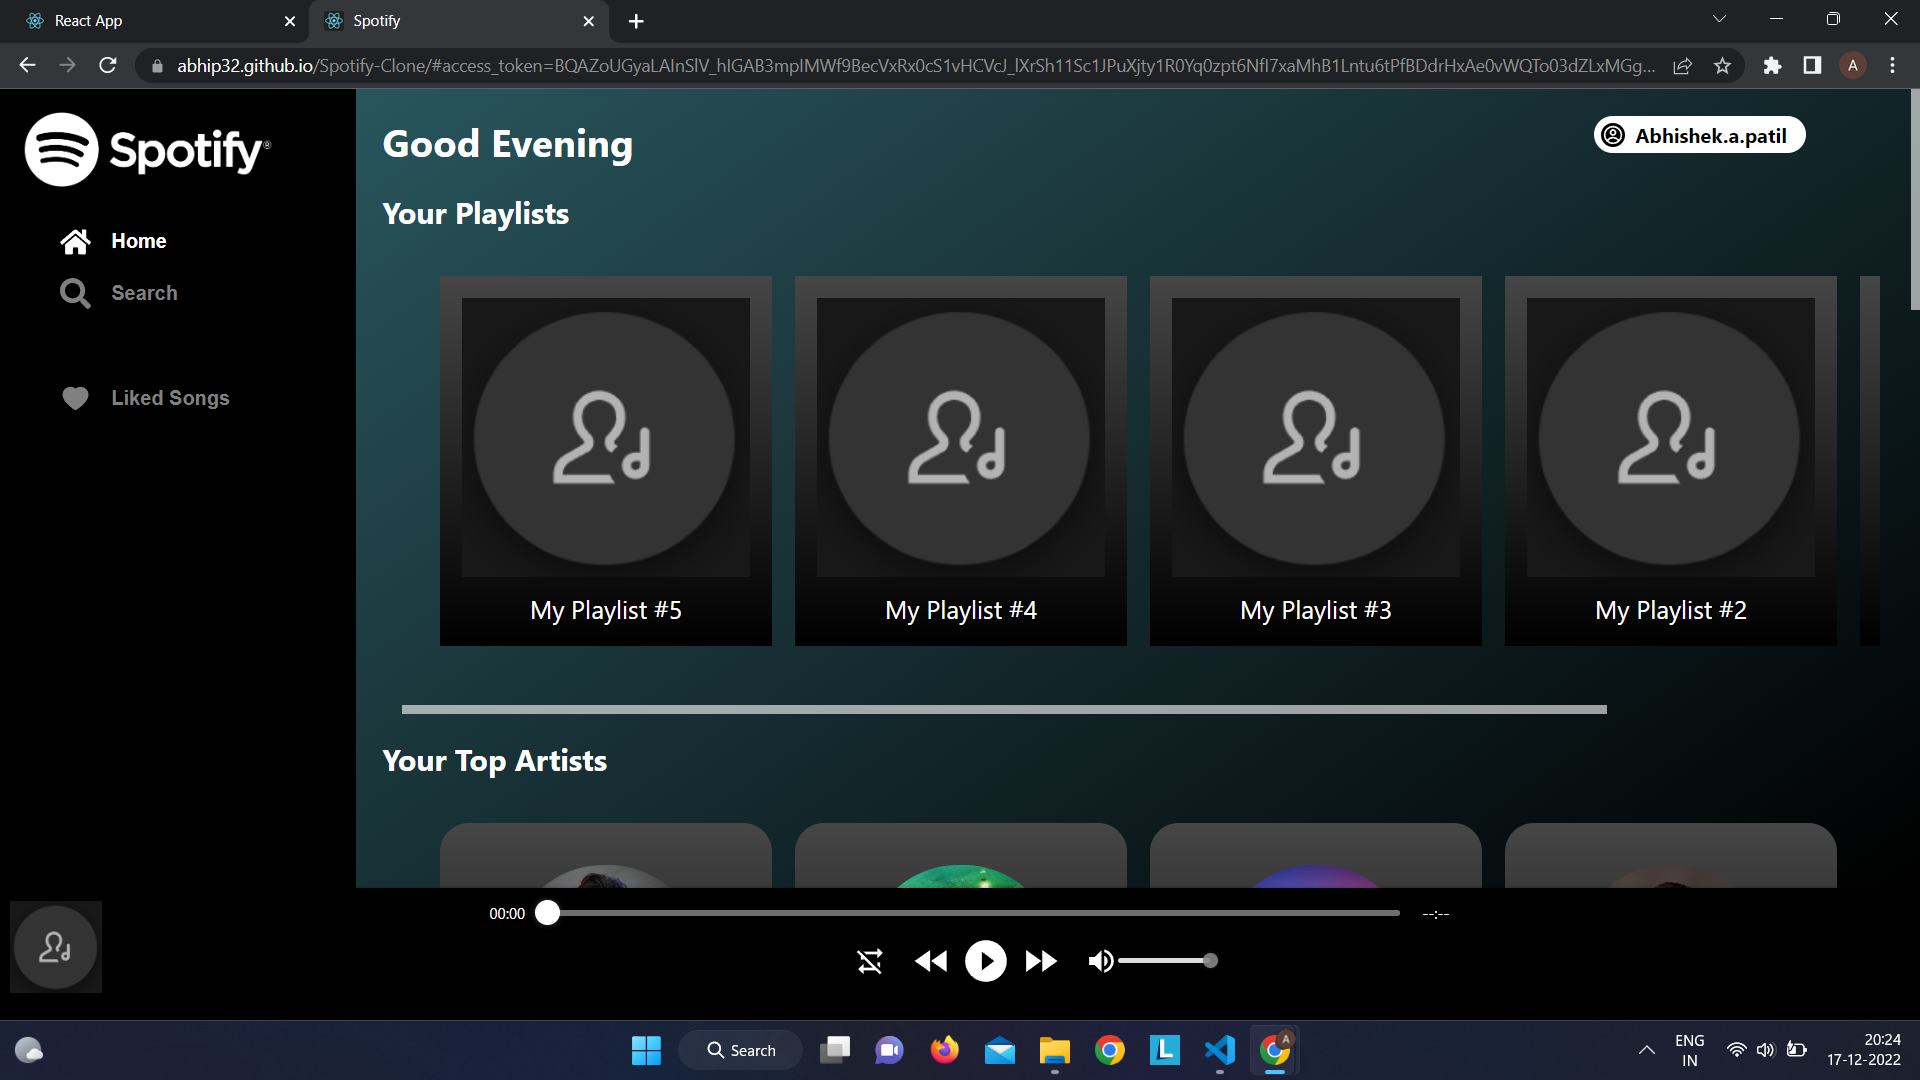 React App
Spotify
abhip32.github.io/Spotify-Clone/#access_token=
Spotify®
Good Evening
Abhishek.a.patil
Your Playlists
Home
Search
Liked Songs
My Playlist #5
My Playlist #4
My Playlist #3
My Playlist #2
Your Top Artists
00:00
--:--
Search
A
A
L
ENG
IN
20:24
17-12-2022